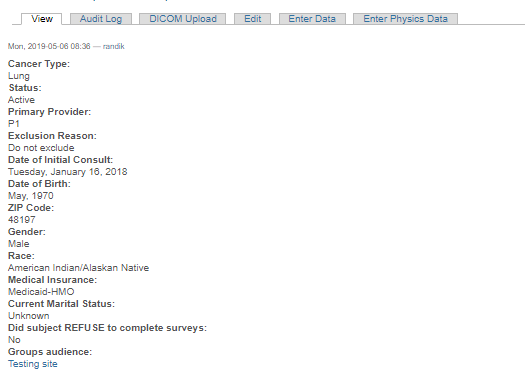 View Audit Log DICOM Upload Edit Enter Data Enter Physics Data
Mon, 2019-05-06 08:36 — randik
Cancer Type:
Lung
Status:
Active
Primary Provider:
P1
Exclusion Reason:
Do not exclude
Date of Initial Consult:
Tuesday, January 16, 2018
Date of Birth:
May, 1970
ZIP Code:
48197
Gender:
Male
Race:
American Indian/Alaskan Native
Medical Insurance:
Medicaid-HMO
Current Marital Status:
Unknown
Did subject REFUSE to complete surveys:
No
Groups audience:
Testing site